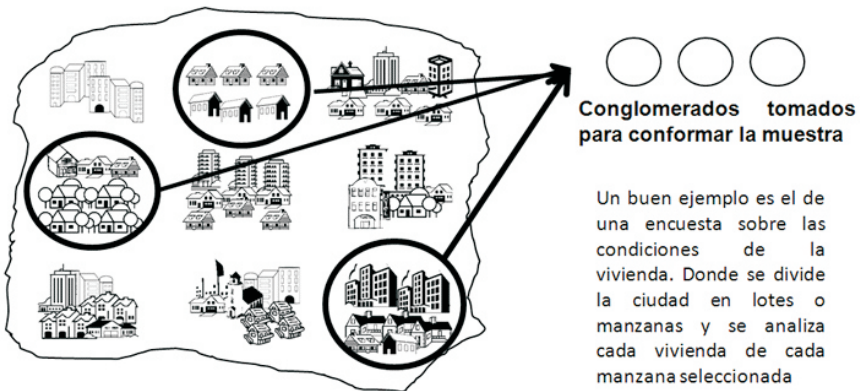 Conglomerados tomados
para conformar la muestra
Un buen ejemplo es el de
una encuesta sobre las
condiciones de la
vivienda. Donde se divide
la ciudad en lotes o
manzanas y se analiza
cada vivienda de cada
manzana seleccionada